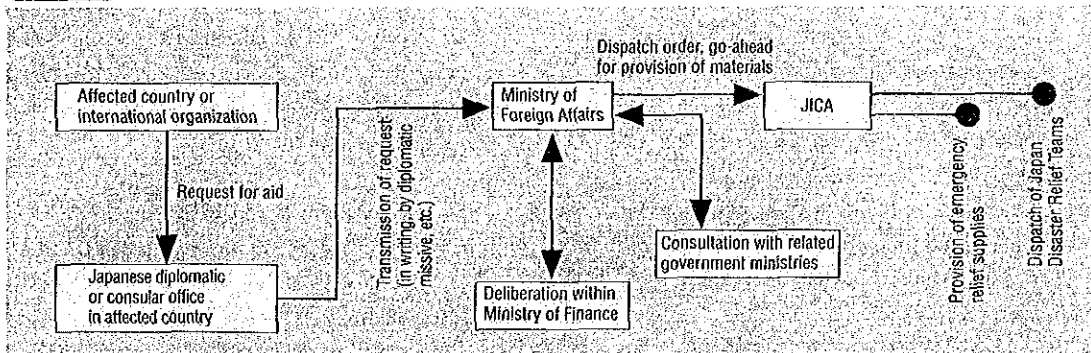 Affected country or
international organization
Request for aid
Japanese diplomatic
or consular office
in affected country
Transmission of request
(in writing, by diplomatic
missive, etc.)
Ministry of
Foreign Affairs
Deliberation within
Ministry of Finance
Dispatch order, go-ahead
for provision of materials
Consultation with related
government ministries
JICA
Provision of emergency
relief supplies
Dispatch of Japan
Disaster Relief Teams